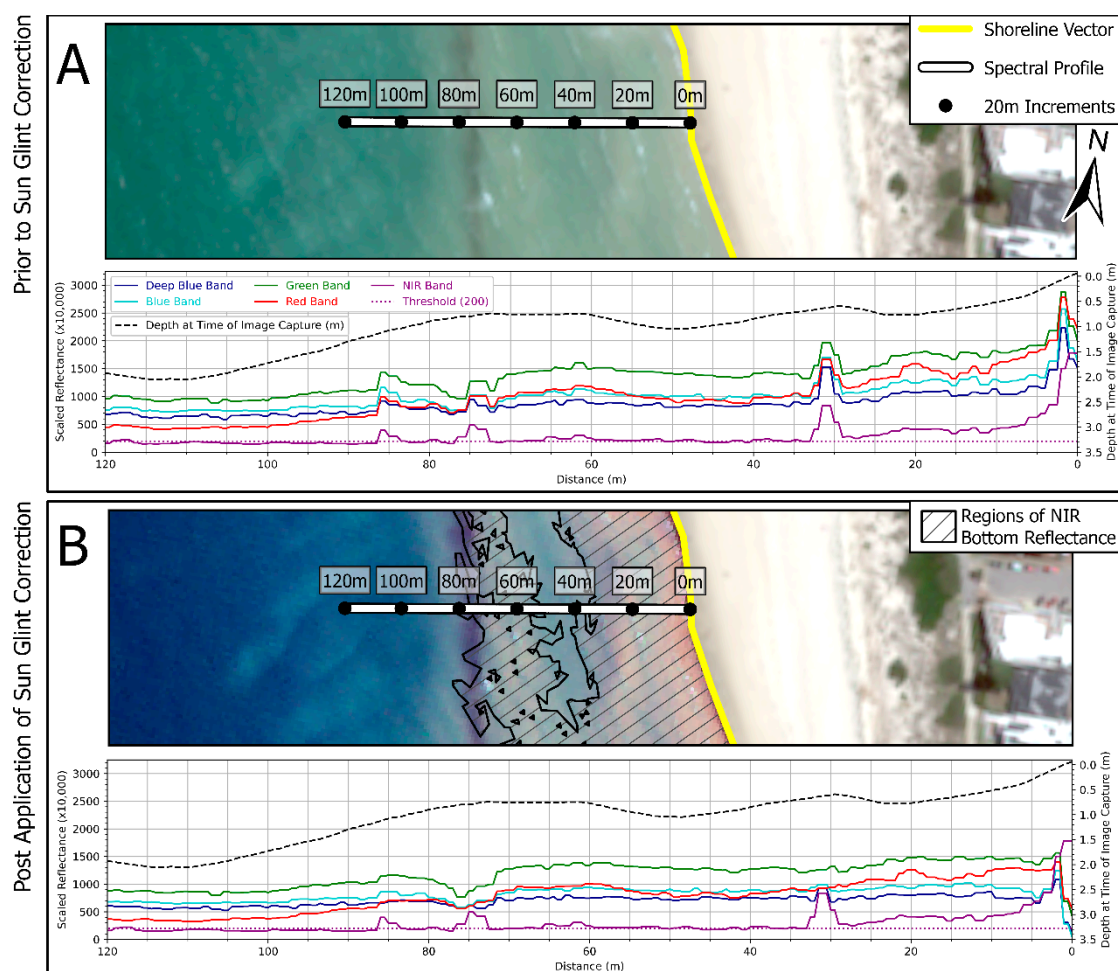 Prior to Sun Glint Correction
A
Shoreline Vector
Spectral Profile
20m Increments
N
120m 100m 80m 60m 40m 20m 0m
Scaled Reflectance (x10,000)
3000
2500
2000
1500
1000
500
0
Deep Blue Band Green Band NIR Band
Blue Band Red Band Threshold (200)
Depth at Time of Image Capture (m)
0.0
0.5
1.0
1.5
2.0
2.5
3.0
3.5
Depth at Time of Image Capture (m)
120 100 80 60 40 20 0
Distance (m)
Post Application of Sun Glint Correction
B
Regions of NIR
Bottom Reflectance
120m 100m 80m 60m 40m 20m 0m
Scaled Reflectance (x10,000)
3000
2500
2000
1500
1000
500
0
0.0
0.5
1.0
1.5
2.0
2.5
3.0
3.5
Depth at Time of Image Capture (m)
120 100 80 60 40 20 0
Distance (m)